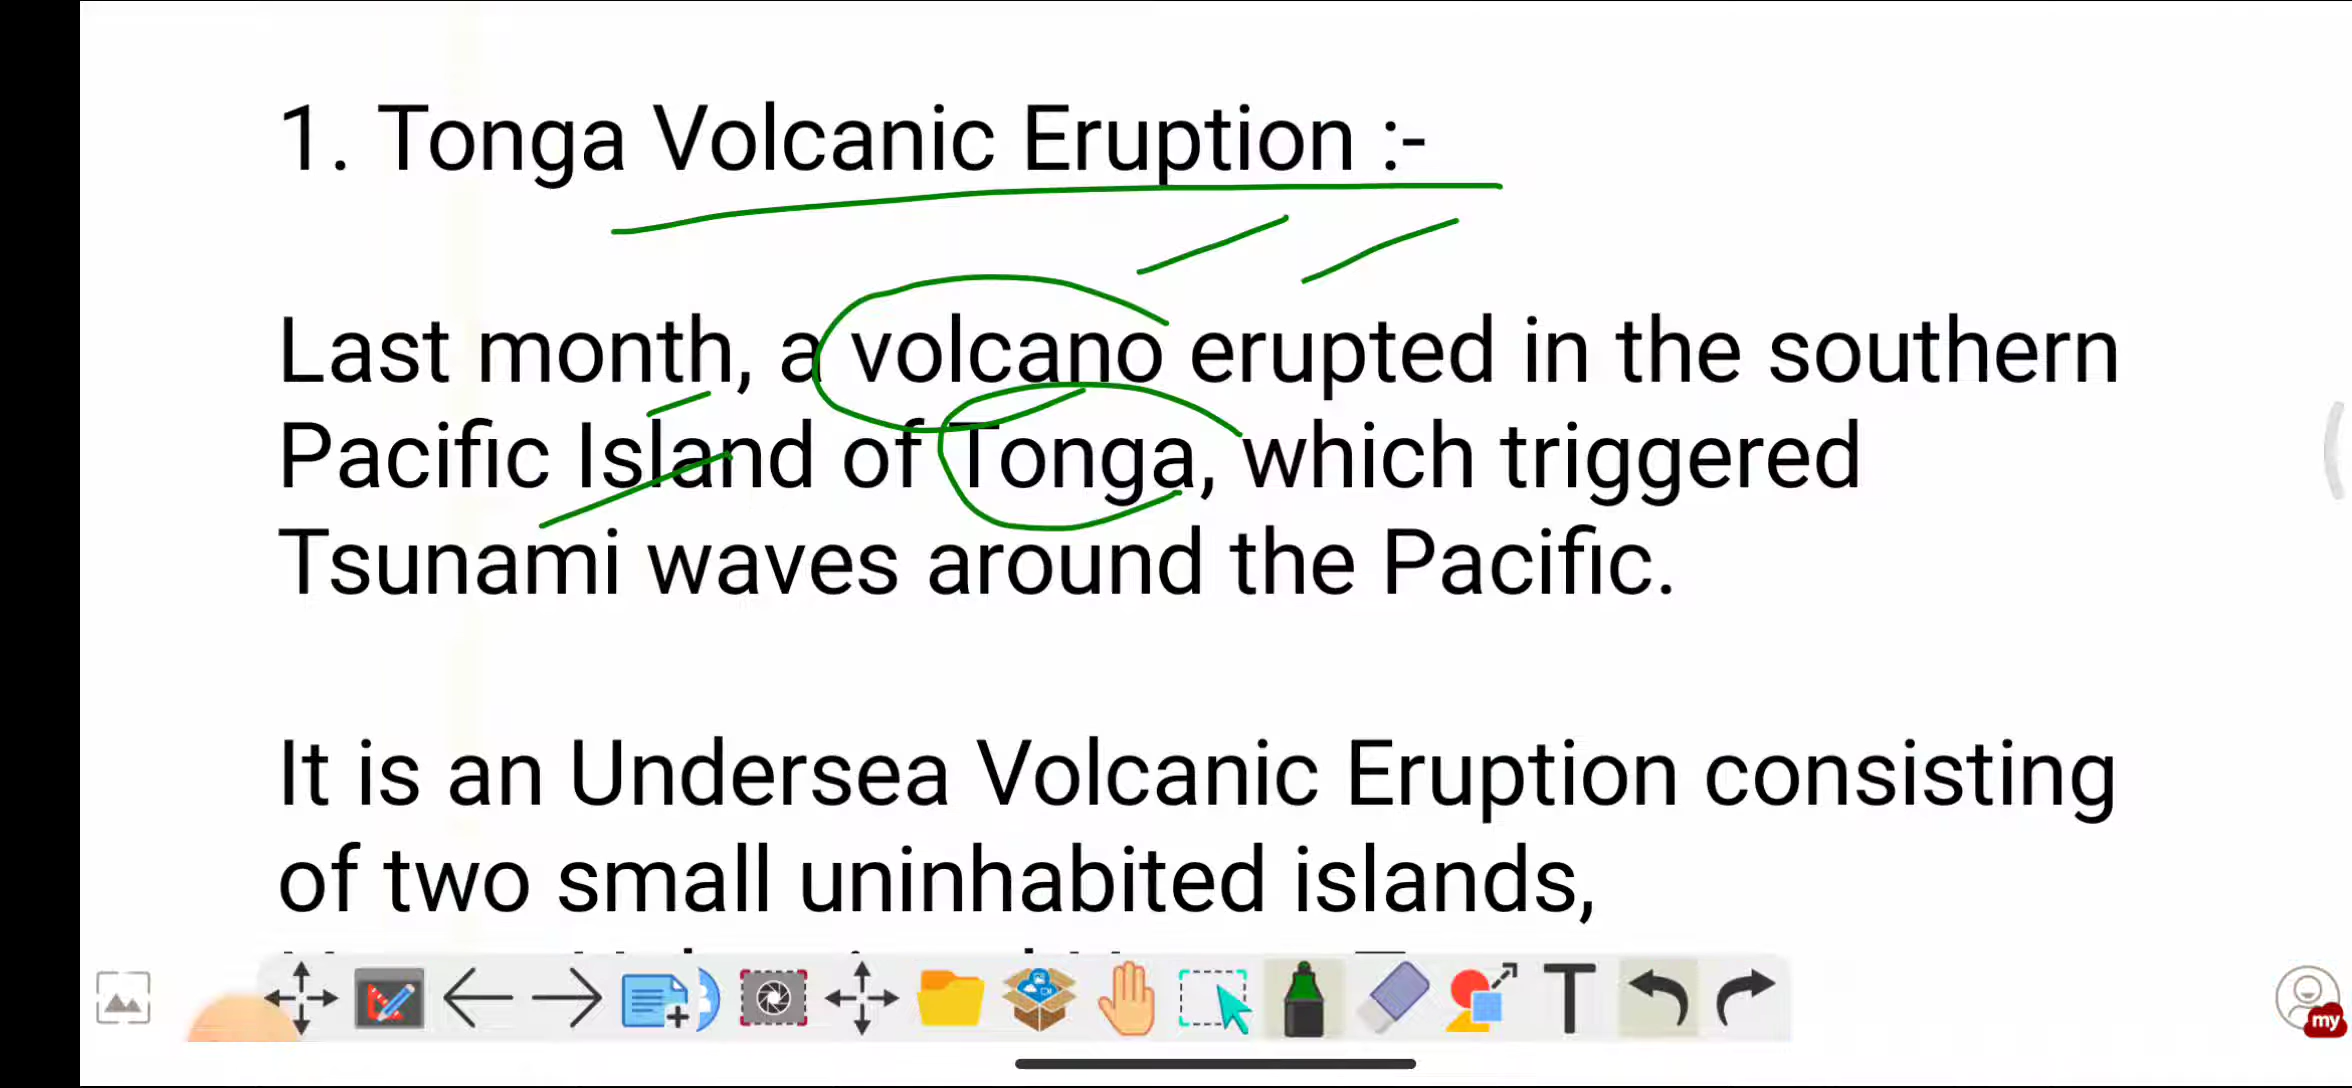 1. Tonga Volcanic Eruption :-
Last month, a volcano erupted in the southern
Pacific Island of Tonga, which triggered
Tsunami waves around the Pacific.
It is an Undersea Volcanic Eruption consisting
of two small uninhabited islands,
T
my